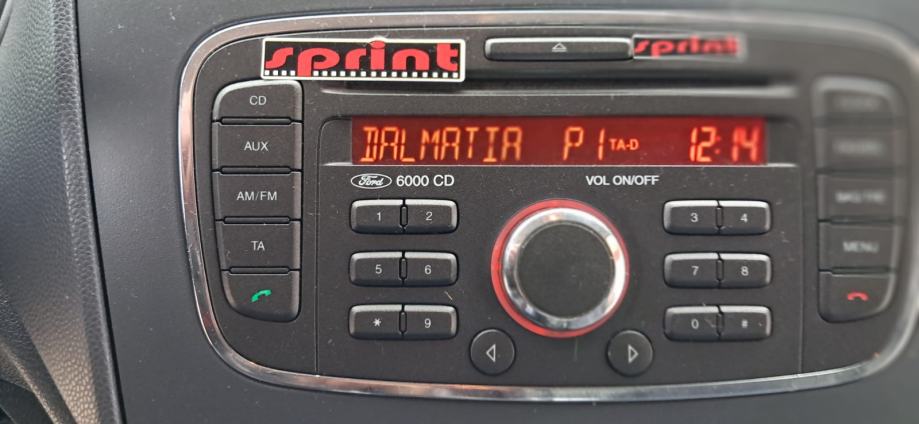 sprint
sprint
CD
AUX
AM/FM
TA
DALMATIA P1 TA-D 12:14
Ford 6000 CD
VOL ON/OFF
1 2
3 4
5 6
7 8
* 9
0 #
MENU